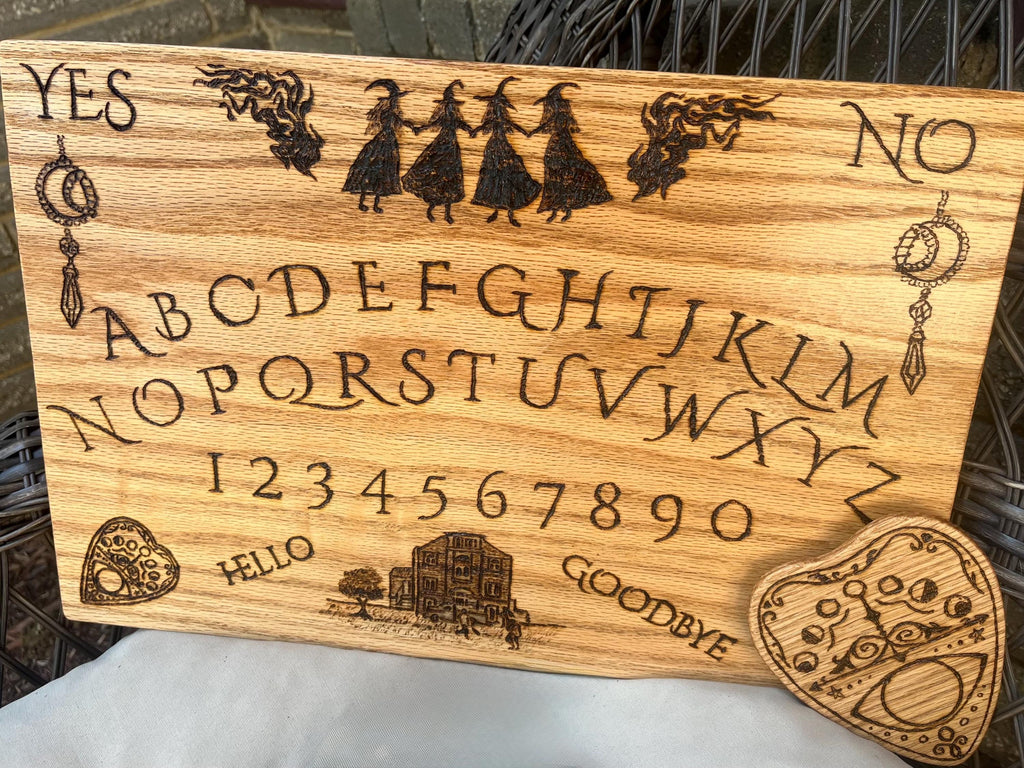 YES
NO
ABCDEFGHIJKLM
NOPQRSTUVWXYZ
1234567890
HELLO
GOODBYE